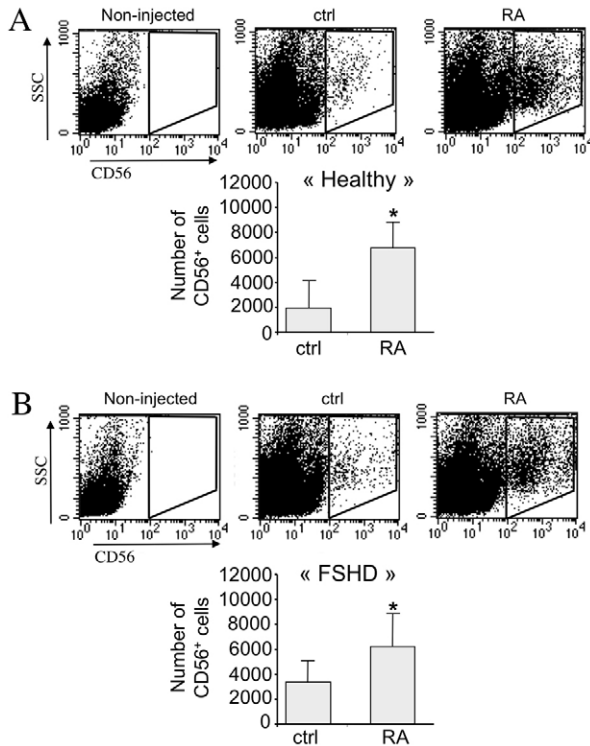 A
Non-injected
ctrl
RA
1000
SSC
0
10⁰ 10¹ 10² 10³ 10⁴
10⁰ 10¹ 10² 10³ 10⁴
10⁰ 10¹ 10² 10³ 10⁴
1000
0
1000
0
CD56
« Healthy »
Number of
CD56⁺ cells
12000
10000
8000
6000
4000
2000
0
*
ctrl
RA
B
Non-injected
ctrl
RA
1000
SSC
0
10⁰ 10¹ 10² 10³ 10⁴
10⁰ 10¹ 10² 10³ 10⁴
10⁰ 10¹ 10² 10³ 10⁴
1000
0
1000
0
CD56
« FSHD »
Number of
CD56⁺ cells
12000
10000
8000
6000
4000
2000
0
*
ctrl
RA